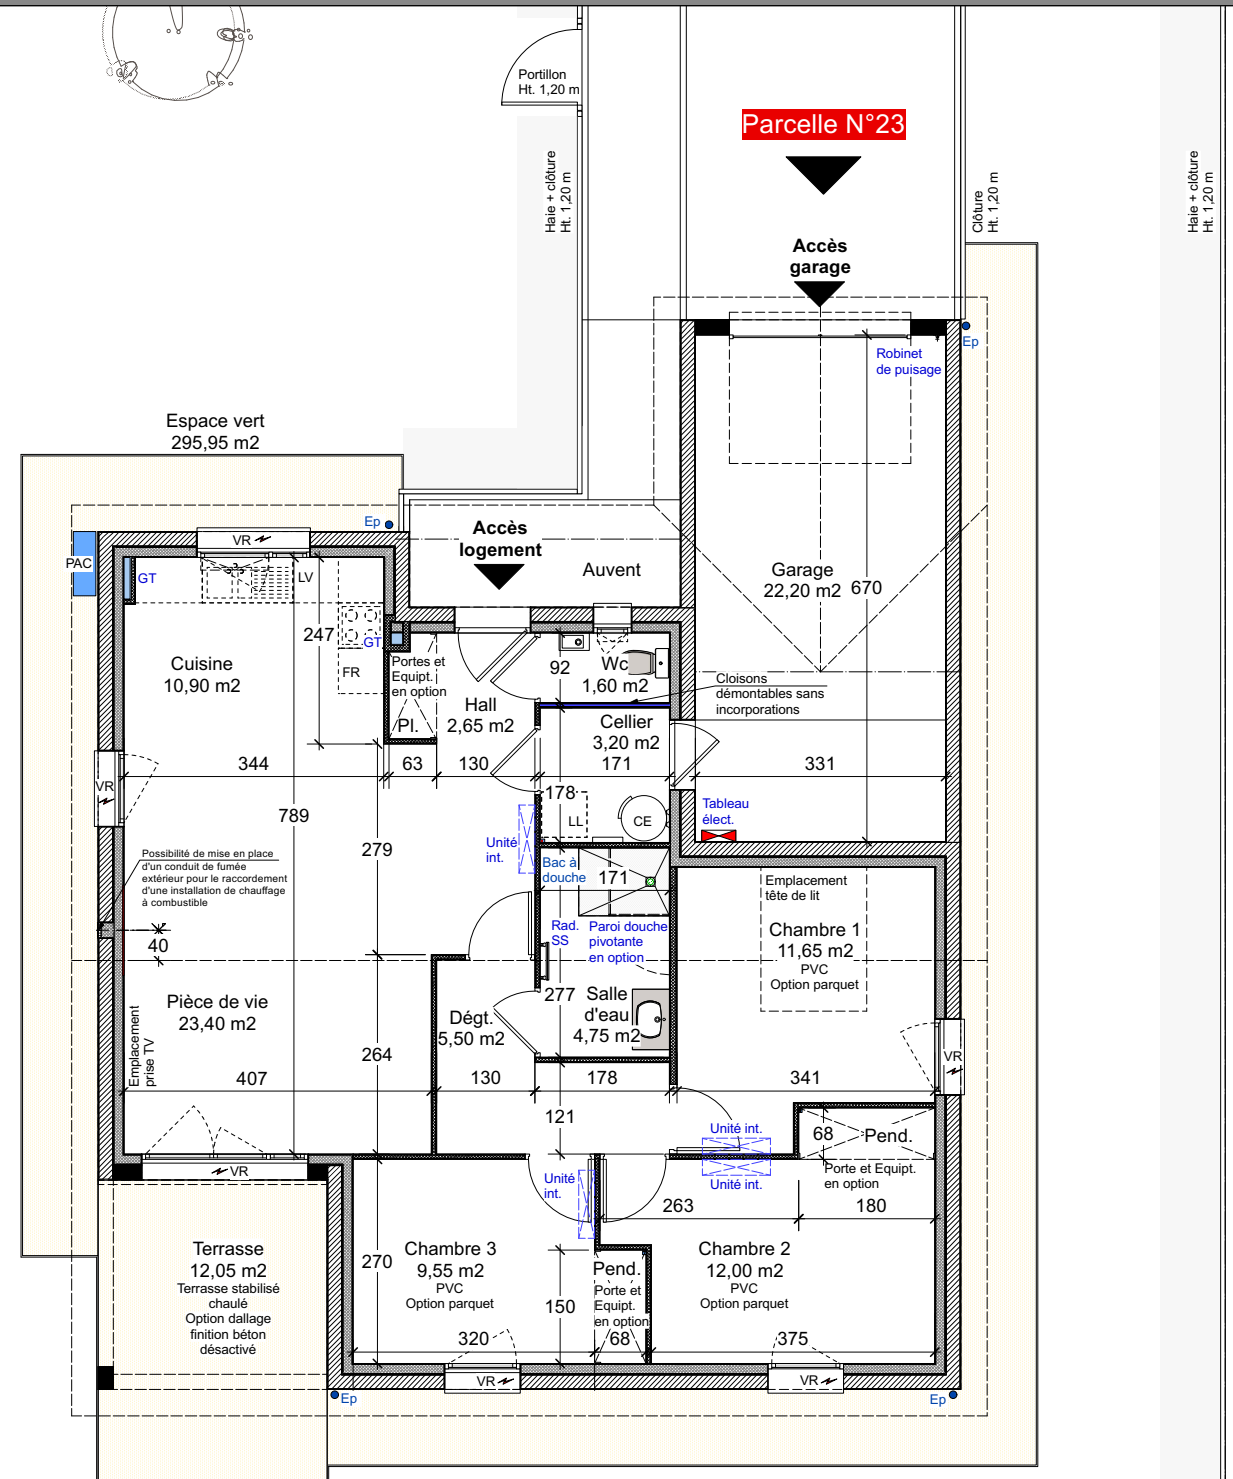 Portillon
Ht. 1,20 m
Parcelle N°23
Haie + clôture
Ht. 1,20 m
Clôture
Ht. 1,20 m
Haie + clôture
Ht. 1,20 m
Accès
garage
Ep
Robinet
de puisage
Espace vert
295,95 m2
Ep
Accès
logement
Auvent
VR
PAC
GT
LV
Garage
22,20 m2
670
247
GT
Cuisine
10,90 m2
FR
Portes et
Equipt.
en option
Pl.
Hall
2,65 m2
92
Wc
1,60 m2
Cloisons
démontables sans
incorporations
Cellier
3,20 m2
344
63
130
171
331
VR
789
178
LL
CE
Tableau
élect.
Unité
int.
279
Possibilité de mise en place
d'un conduit de fumée
extérieur pour le raccordement
d'une installation de chauffage
à combustible
Bac à
douche
171
Emplacement
tête de lit
40
Rad.
SS
Paroi douche
pivotante
en option
Chambre 1
11,65 m2
PVC
Option parquet
Pièce de vie
23,40 m2
Dégt.
5,50 m2
277
Salle
d'eau
4,75 m2
Emplacement
prise TV
264
VR
407
130
178
341
121
Unité int.
68
Pend.
VR
Unité
int.
Unité int.
Porte et Equipt.
en option
263
180
Terrasse
12,05 m2
Terrasse stabilisé
chaulé
Option dallage
finition béton
désactivé
270
Chambre 3
9,55 m2
PVC
Option parquet
Pend.
Porte et
Equipt.
en option
150
Chambre 2
12,00 m2
PVC
Option parquet
320
68
375
VR
VR
Ep
Ep